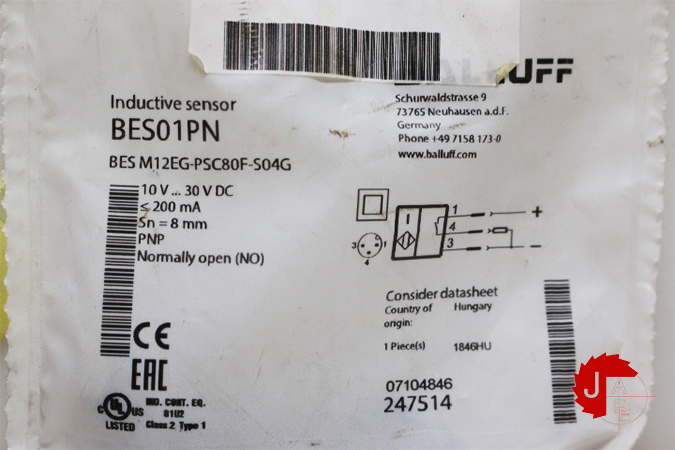 BALLUFF
Schurwaldstrasse 9
73765 Neuhausen a.d.F.
Germany
Phone +49 7158 173-0
www.balluff.com
Inductive sensor
BES01PN
BES M12EG-PSC80F-S04G
10 V ... 30 V DC
≤ 200 mA
Sn = 8 mm
PNP
Normally open (NO)
1
4
3
+
−
3
1
4
Consider datasheet
Country of origin: Hungary
1 Piece(s) 1846HU
07104846
247514
CE
EAC
C UL US
LISTED
IND. CONT. EQ.
81U2
Class 2 Type 1
J
A
E